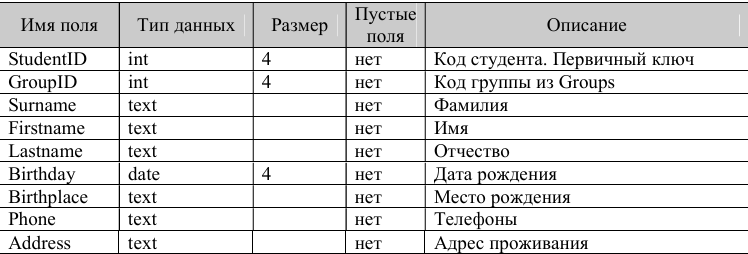 Имя поля Тип данных Размер Пустые поля Описание
StudentID int 4 нет Код студента. Первичный ключ
GroupID int 4 нет Код группы из Groups
Surname text нет Фамилия
Firstname text нет Имя
Lastname text нет Отчество
Birthday date 4 нет Дата рождения
Birthplace text нет Место рождения
Phone text нет Телефоны
Address text нет Адрес проживания